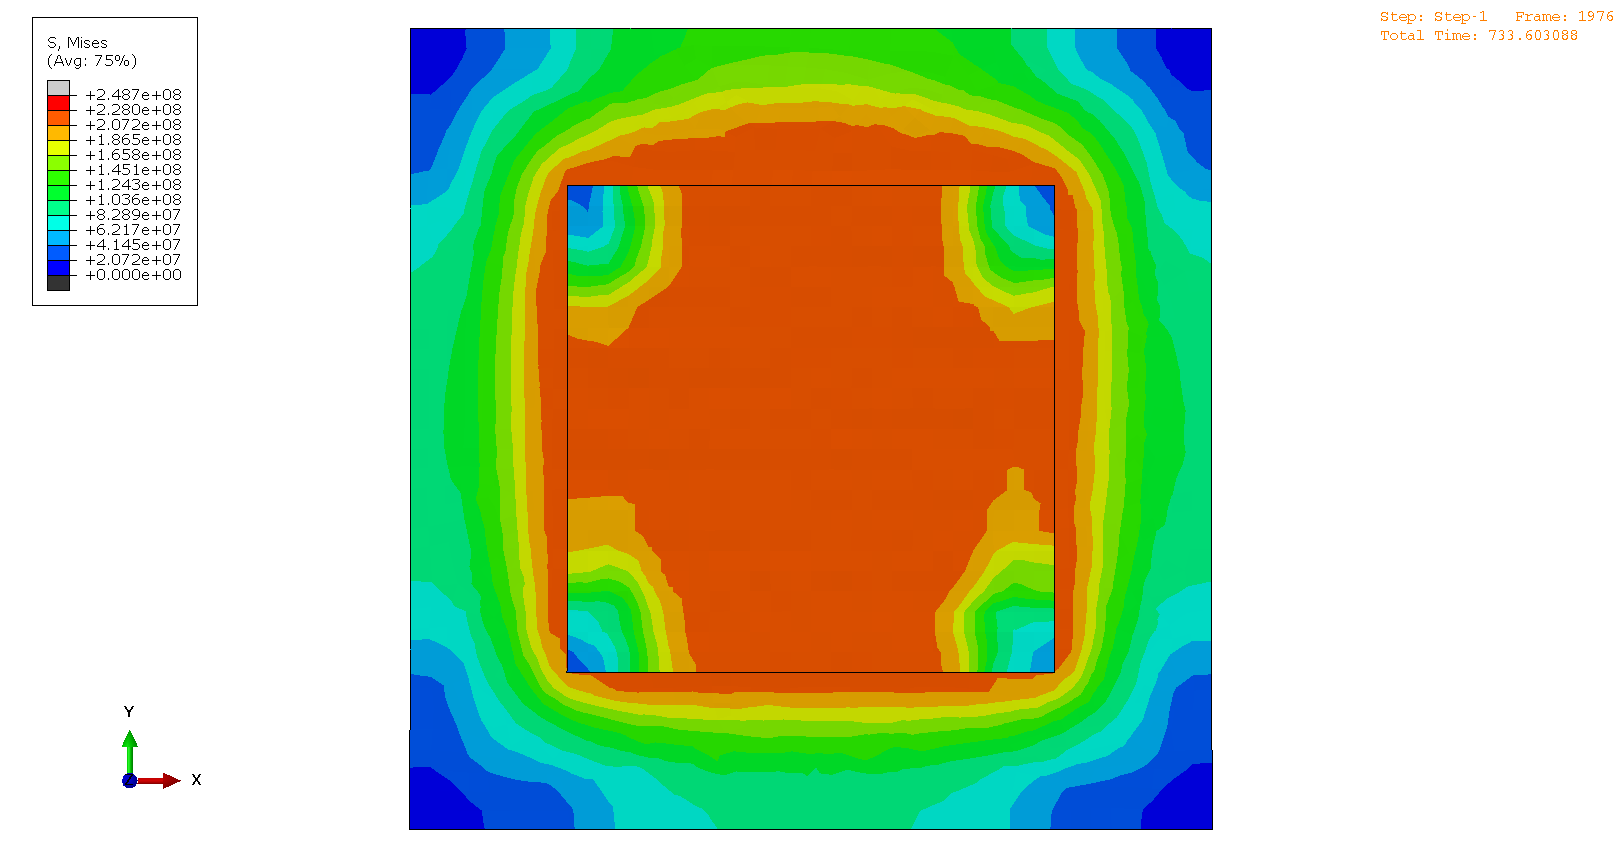 S, Mises
(Avg: 75%)
+2.487e+08
+2.280e+08
+2.072e+08
+1.865e+08
+1.658e+08
+1.451e+08
+1.243e+08
+1.036e+08
+8.289e+07
+6.217e+07
+4.145e+07
+2.072e+07
+0.000e+00
Step: Step-1 Frame: 1976
Total Time: 733.603088
Y
X